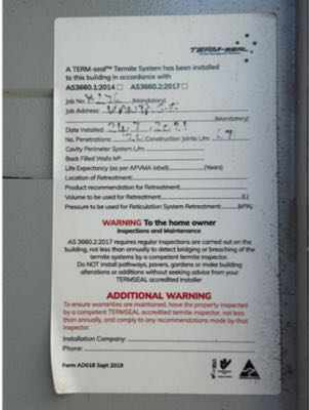 TERM-SEAL
A TERM-seal™ Termite System has been installed
to this building in accordance with
AS3660.1:2014 ☐ AS3660.2:2017 ☐
Job No. (Mandatory)
Job Address: (Mandatory)
Date Installed:
No. Penetrations: Construction Joints L/m
Cavity Perimeter System L/m
Back Filled Walls M²
Life Expectancy (as per APVMA label) (Years)
Location of Retreatment:
Product recommendation for Retreatment
Volume to be used for Retreatment (L)
Pressure to be used for Reticulation System Retreatment (kPa)
WARNING To the home owner
Inspections and Maintenance
AS 3660.2:2017 requires regular inspections are carried out on the
building, not less than annually to detect bridging or breaching of the
termite systems by a competent termite inspector.
Do NOT install pathways, pavers, gardens or make building
alterations or additions without seeking advice from your
TERMSEAL accredited Installer
ADDITIONAL WARNING
To ensure warranties are maintained, have the property inspected
by a competent TERMSEAL accredited termite inspector, not less
than annually, and comply to any recommendations made by that
inspector.
Installation Company:
Phone:
Form AD018 Sept 2019